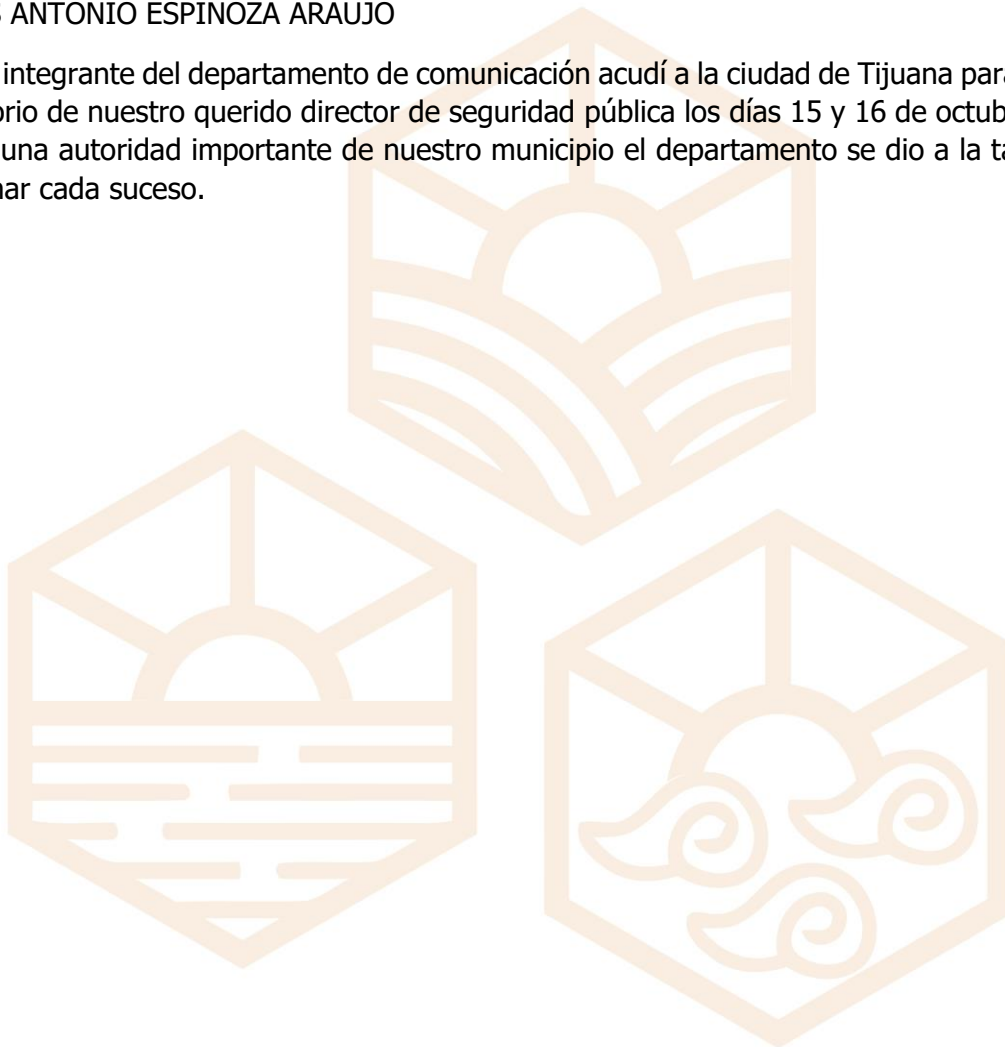 ANTONIO ESPINOZA ARAUJO
integrante del departamento de comunicación acudí a la ciudad de Tijuana para
orio de nuestro querido director de seguridad pública los días 15 y 16 de octub
una autoridad importante de nuestro municipio el departamento se dio a la ta
ar cada suceso.